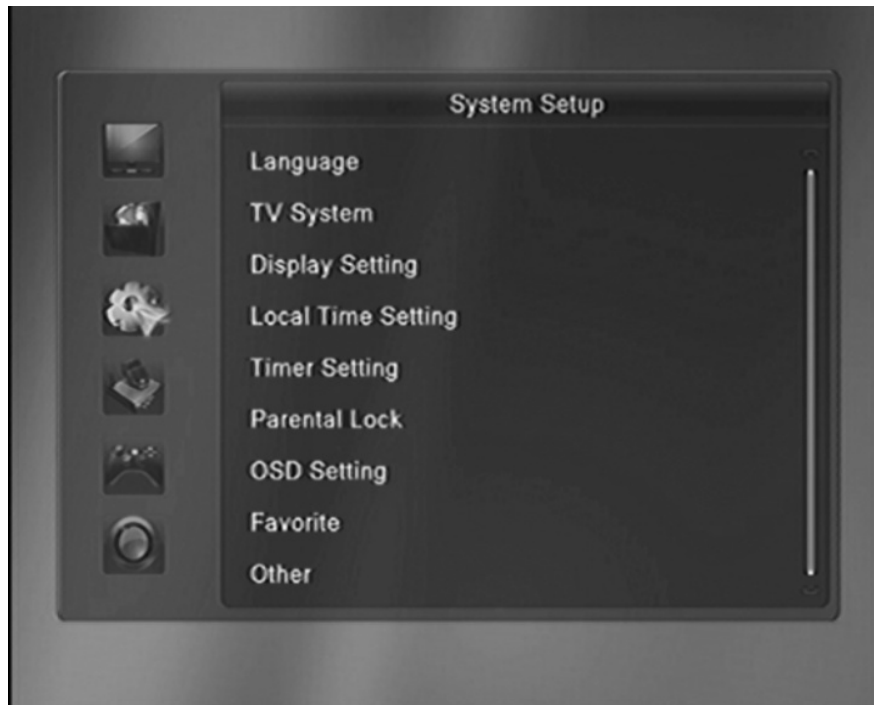 System Setup
Language
TV System
Display Setting
Local Time Setting
Timer Setting
Parental Lock
OSD Setting
Favorite
Other